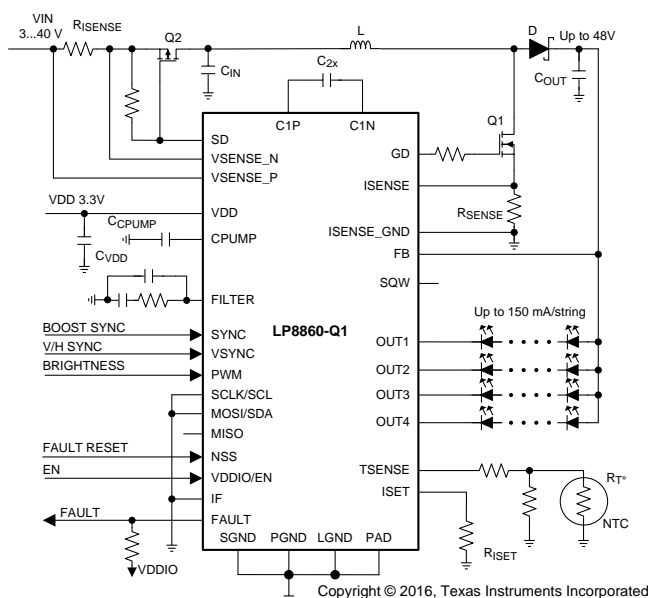 VIN
3...40 V
RISENSE
Q2
L
D
Up to 48V
CIN
COUT
C2x
C1P
C1N
Q1
SD
GD
VSENSE_N
VSENSE_P
ISENSE
VDD 3.3V
VDD
RSENSE
CCPUMP
CPUMP
ISENSE_GND
CVDD
FB
SQW
FILTER
LP8860-Q1
Up to 150 mA/string
BOOST SYNC
SYNC
OUT1
V/H SYNC
VSYNC
BRIGHTNESS
PWM
OUT2
SCLK/SCL
OUT3
MOSI/SDA
OUT4
MISO
FAULT RESET
NSS
TSENSE
EN
VDDIO/EN
ISET
RT°
IF
NTC
FAULT
FAULT
RISET
SGND
PGND
LGND
PAD
VDDIO
Copyright © 2016, Texas Instruments Incorporated